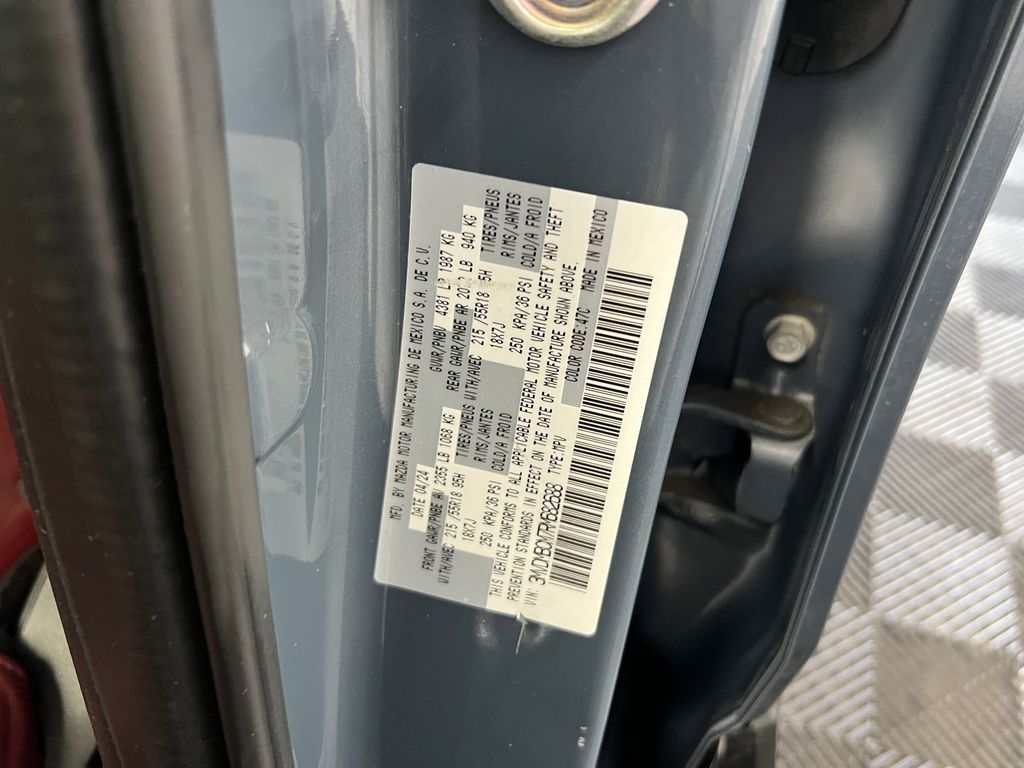 MFD. BY MAZDA MOTOR MANUFACTURING DE MEXICO S.A. DE C.V.
DATE 04/24 GVWR/PNBV 4381 LB 1987 KG
FRONT GAWR/PNBE AV 2355 LB 1068 KG REAR GAWR/PNBE AR LB 940 KG
WITH/AVEC 215 /55R18 95H TIRES/PNEUS WITH/AVEC 215 /55R18 5H TIRES/PNEUS
18X7J RIMS/JANTES 18X7J RIMS/JANTES
250 KPA/36 PSI COLD/A FROID 250 KPA/36 PSI COLD/A FROID
THIS VEHICLE CONFORMS TO ALL APPLICABLE FEDERAL MOTOR VEHICLE SAFETY AND THEFT
PREVENTION STANDARDS IN EFFECT ON THE DATE OF MANUFACTURE SHOWN ABOVE.
VIN: TYPE:MPV COLOR CODE:47C MADE IN MEXICO